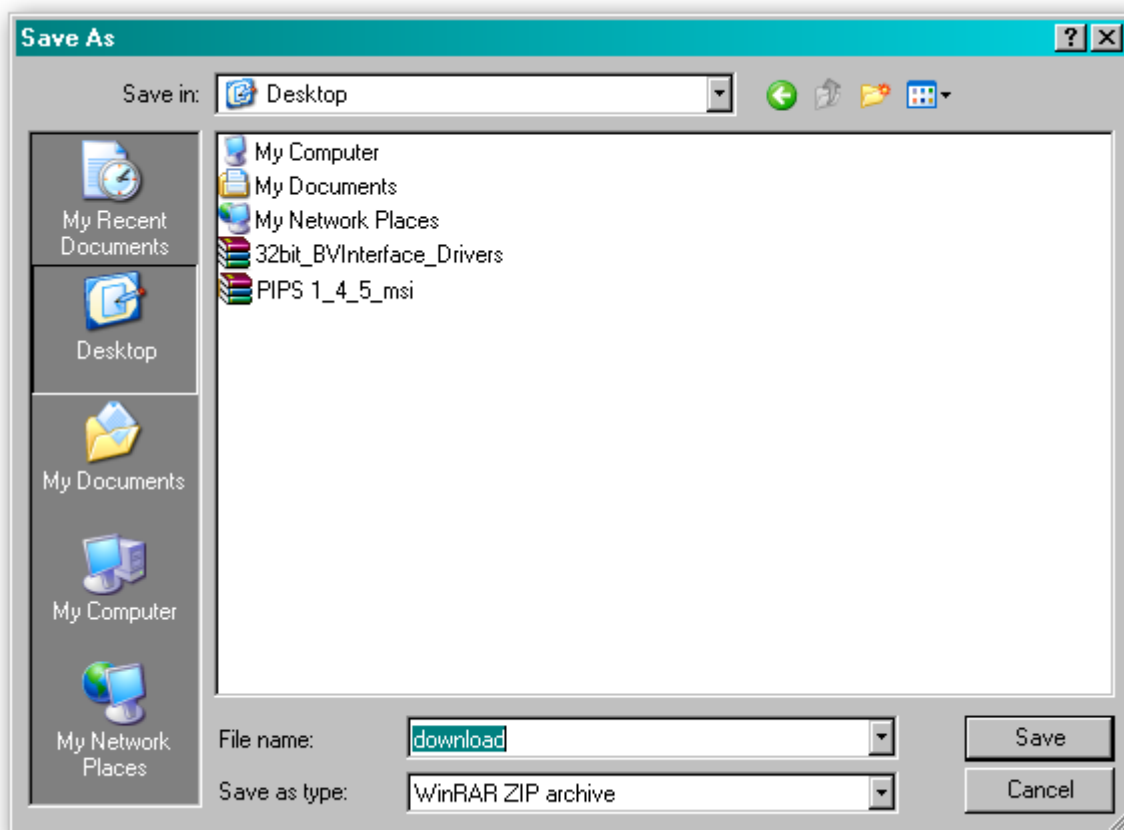 Save As
Save in:
Desktop
My Recent
Documents
Desktop
My Documents
My Computer
My Network
Places
My Computer
My Documents
My Network Places
32bit_BVInterface_Drivers
PIPS 1_4_5_msi
File name:
download
Save
Save as type:
WinRAR ZIP archive
Cancel